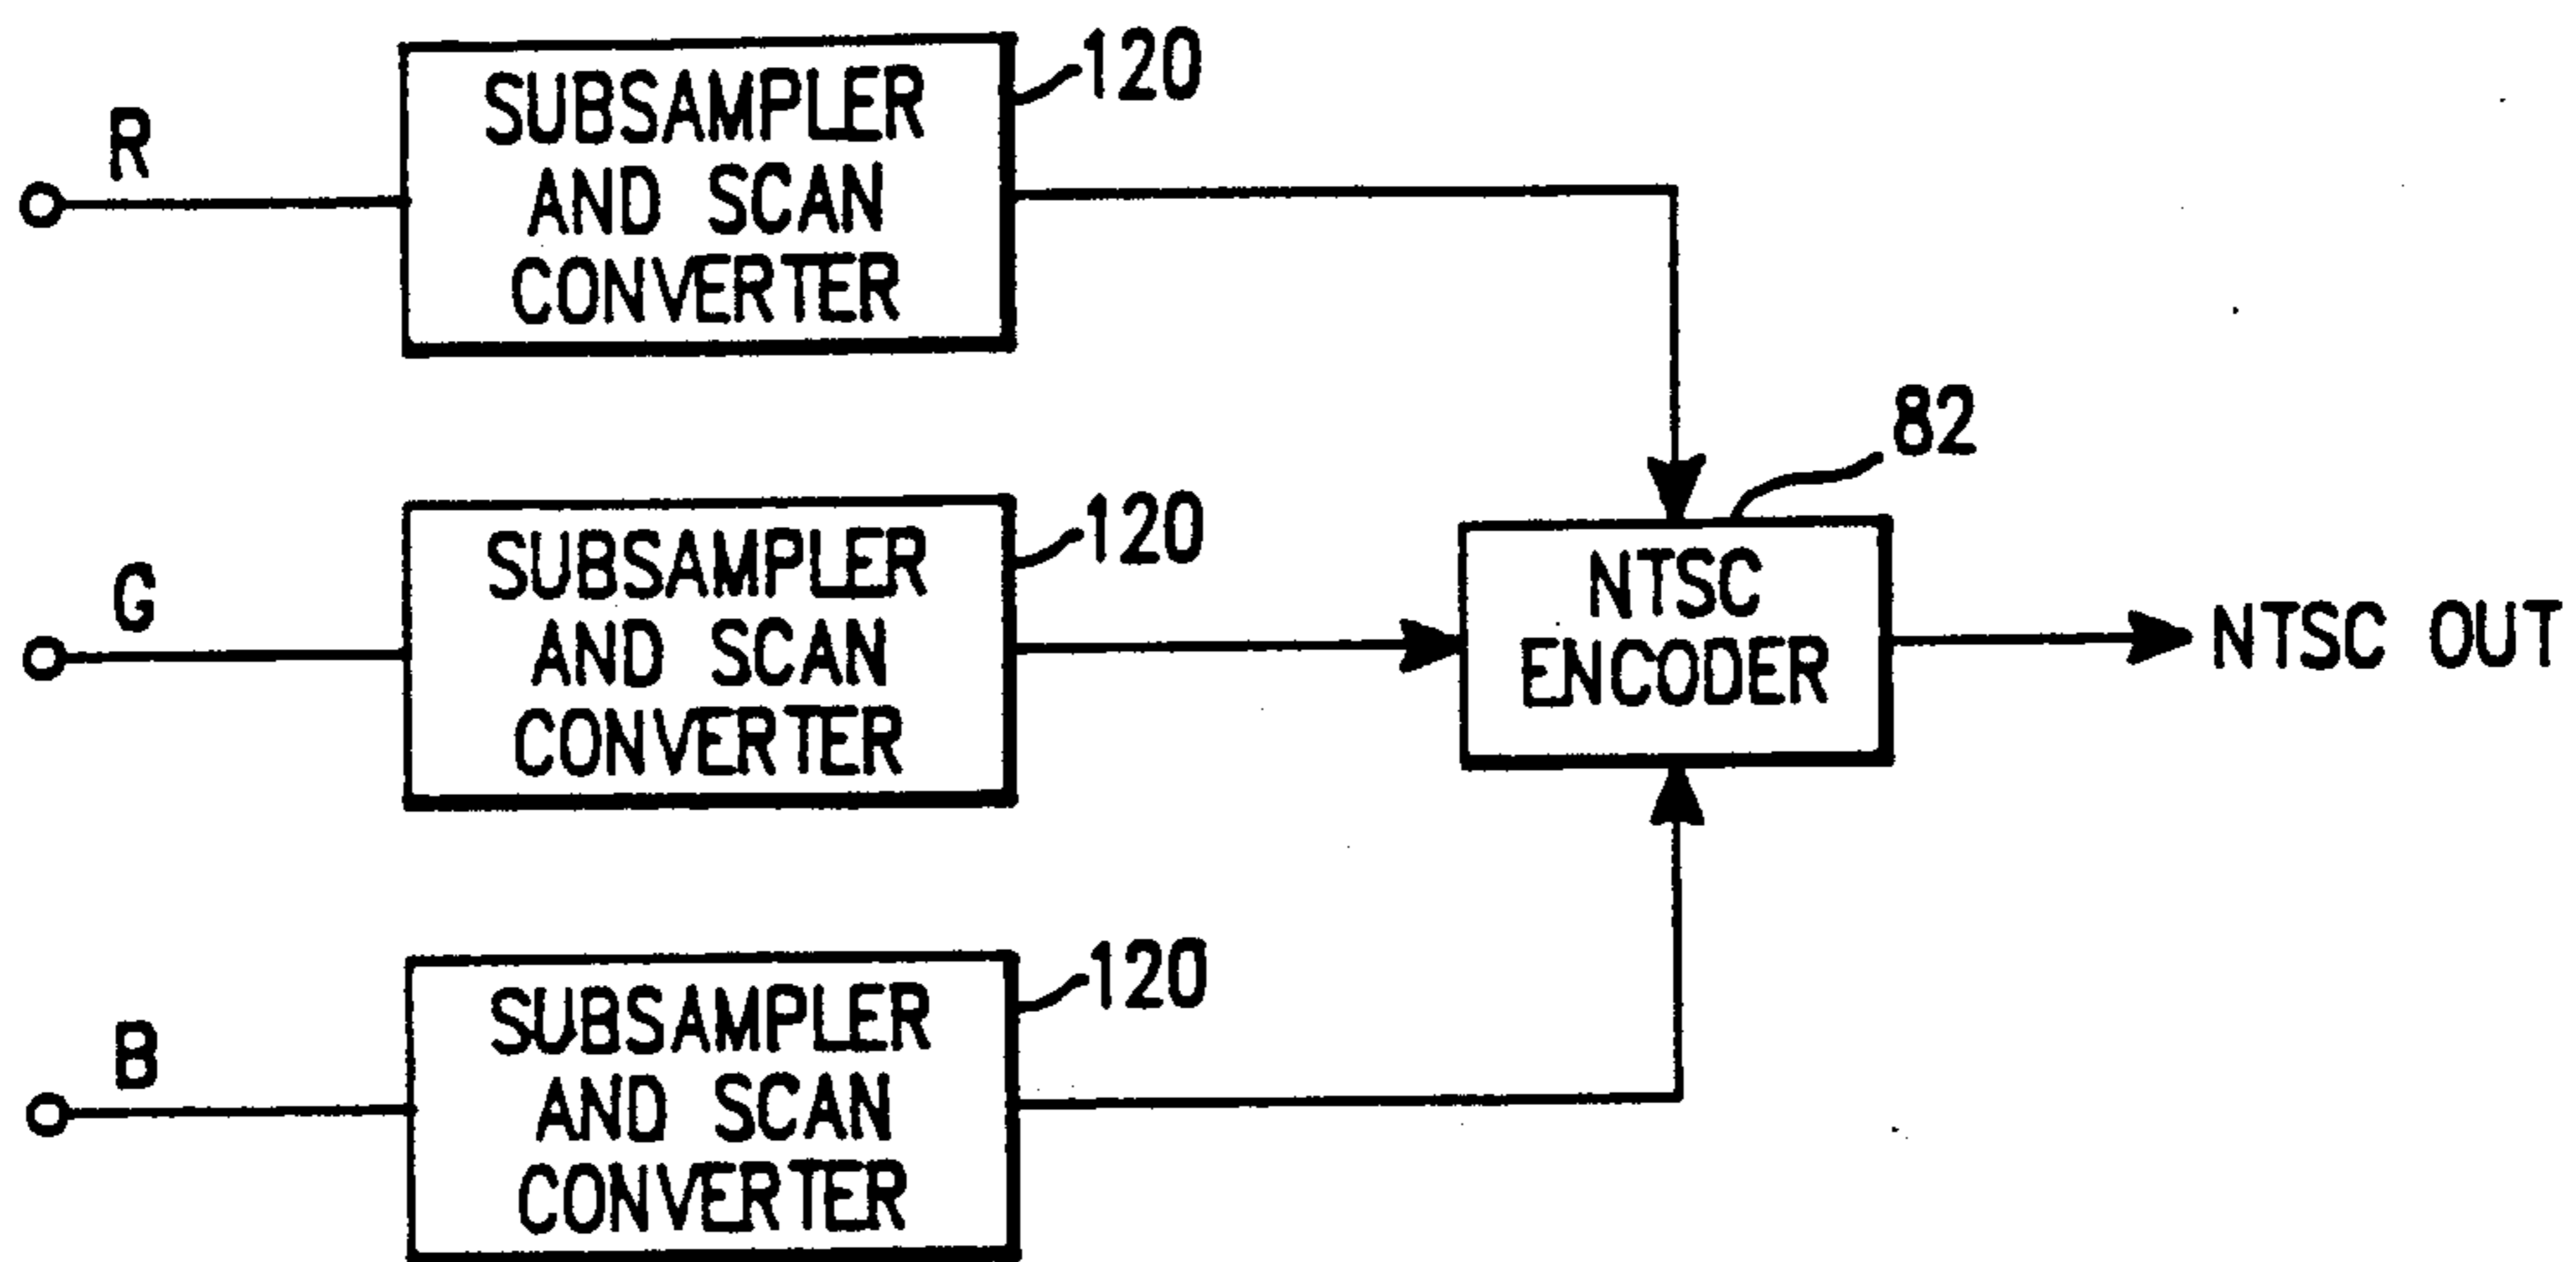 R
SUBSAMPLER
AND SCAN
CONVERTER
120
G
SUBSAMPLER
AND SCAN
CONVERTER
120
B
SUBSAMPLER
AND SCAN
CONVERTER
120
82
NTSC
ENCODER
NTSC OUT